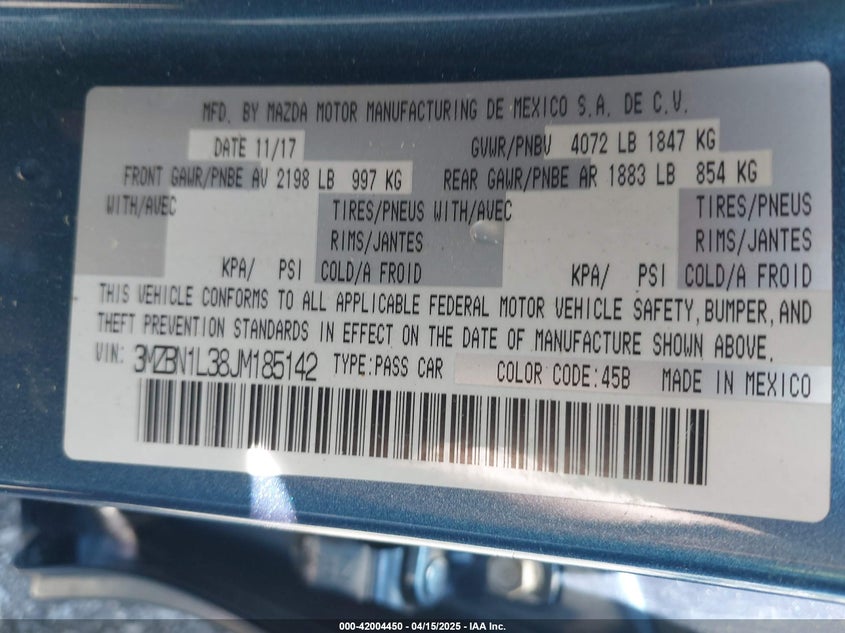 MFD. BY MAZDA MOTOR MANUFACTURING DE MEXICO S.A. DE C.V.
DATE 11/17 GVWR/PNBV 4072 LB 1847 KG
FRONT GAWR/PNBE AV 2198 LB 997 KG REAR GAWR/PNBE AR 1883 LB 854 KG
WITH/AVEC TIRES/PNEUS WITH/AVEC TIRES/PNEUS
RIMS/JANTES RIMS/JANTES
KPA/ PSI COLD/A FROID KPA/ PSI COLD/A FROID
THIS VEHICLE CONFORMS TO ALL APPLICABLE FEDERAL MOTOR VEHICLE SAFETY, BUMPER, AND
THEFT PREVENTION STANDARDS IN EFFECT ON THE DATE OF MANUFACTURE SHOWN ABOVE.
VIN: 3MZBN1L38JM185142 TYPE:PASS CAR COLOR CODE:45B MADE IN MEXICO
000-42004450 - 04/15/2025 - IAA Inc.